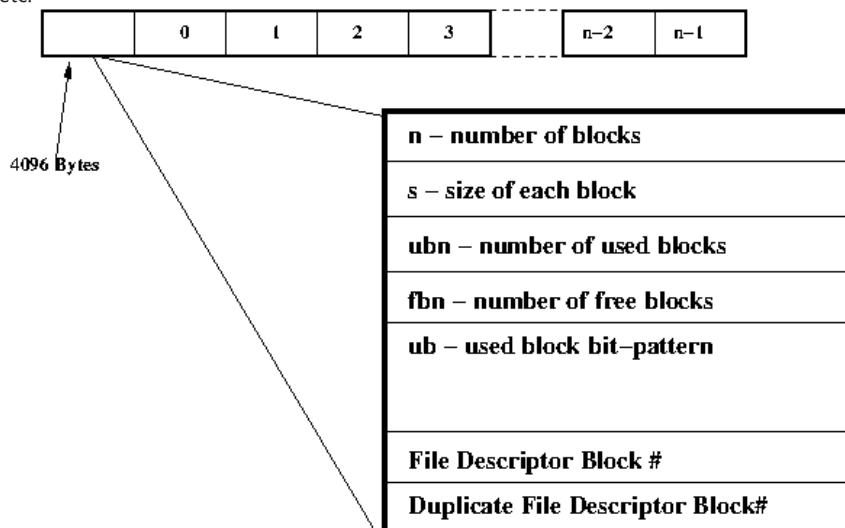 0 1 2 3 n-2 n-1
4096 Bytes
n – number of blocks
s – size of each block
ubn – number of used blocks
fbn – number of free blocks
ub – used block bit–pattern
File Descriptor Block #
Duplicate File Descriptor Block#